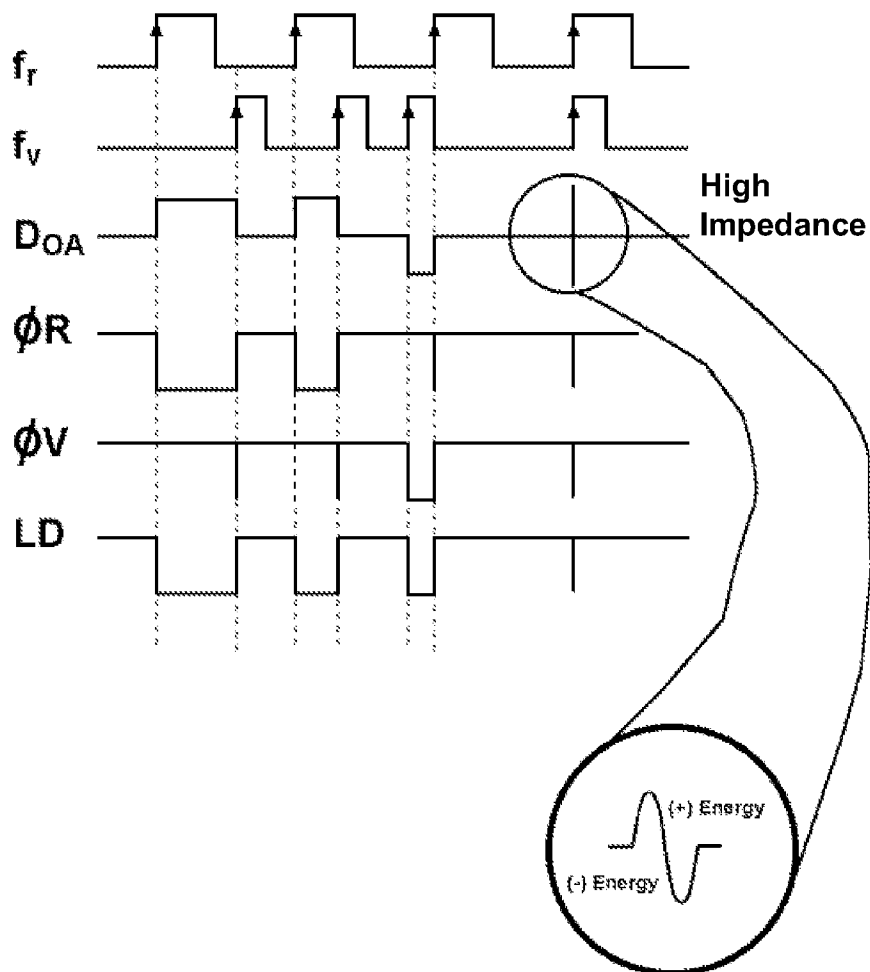 fr
fv
High
Impedance
DOA
ϕR
ϕV
LD
(+) Energy
(-) Energy